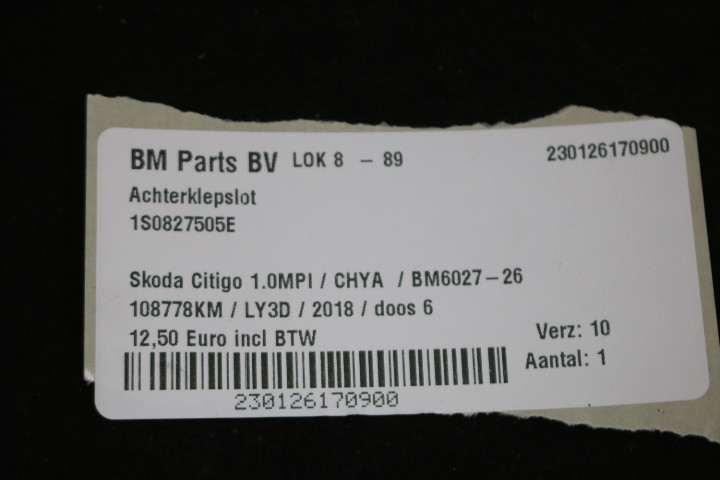 BM Parts BV LOK 8 - 89 230126170900
Achterklepslot
1S0827505E
Skoda Citigo 1.0MPI / CHYA / BM6027-26
108778KM / LY3D / 2018 / doos 6
12,50 Euro incl BTW Verz: 10
Aantal: 1
230126170900